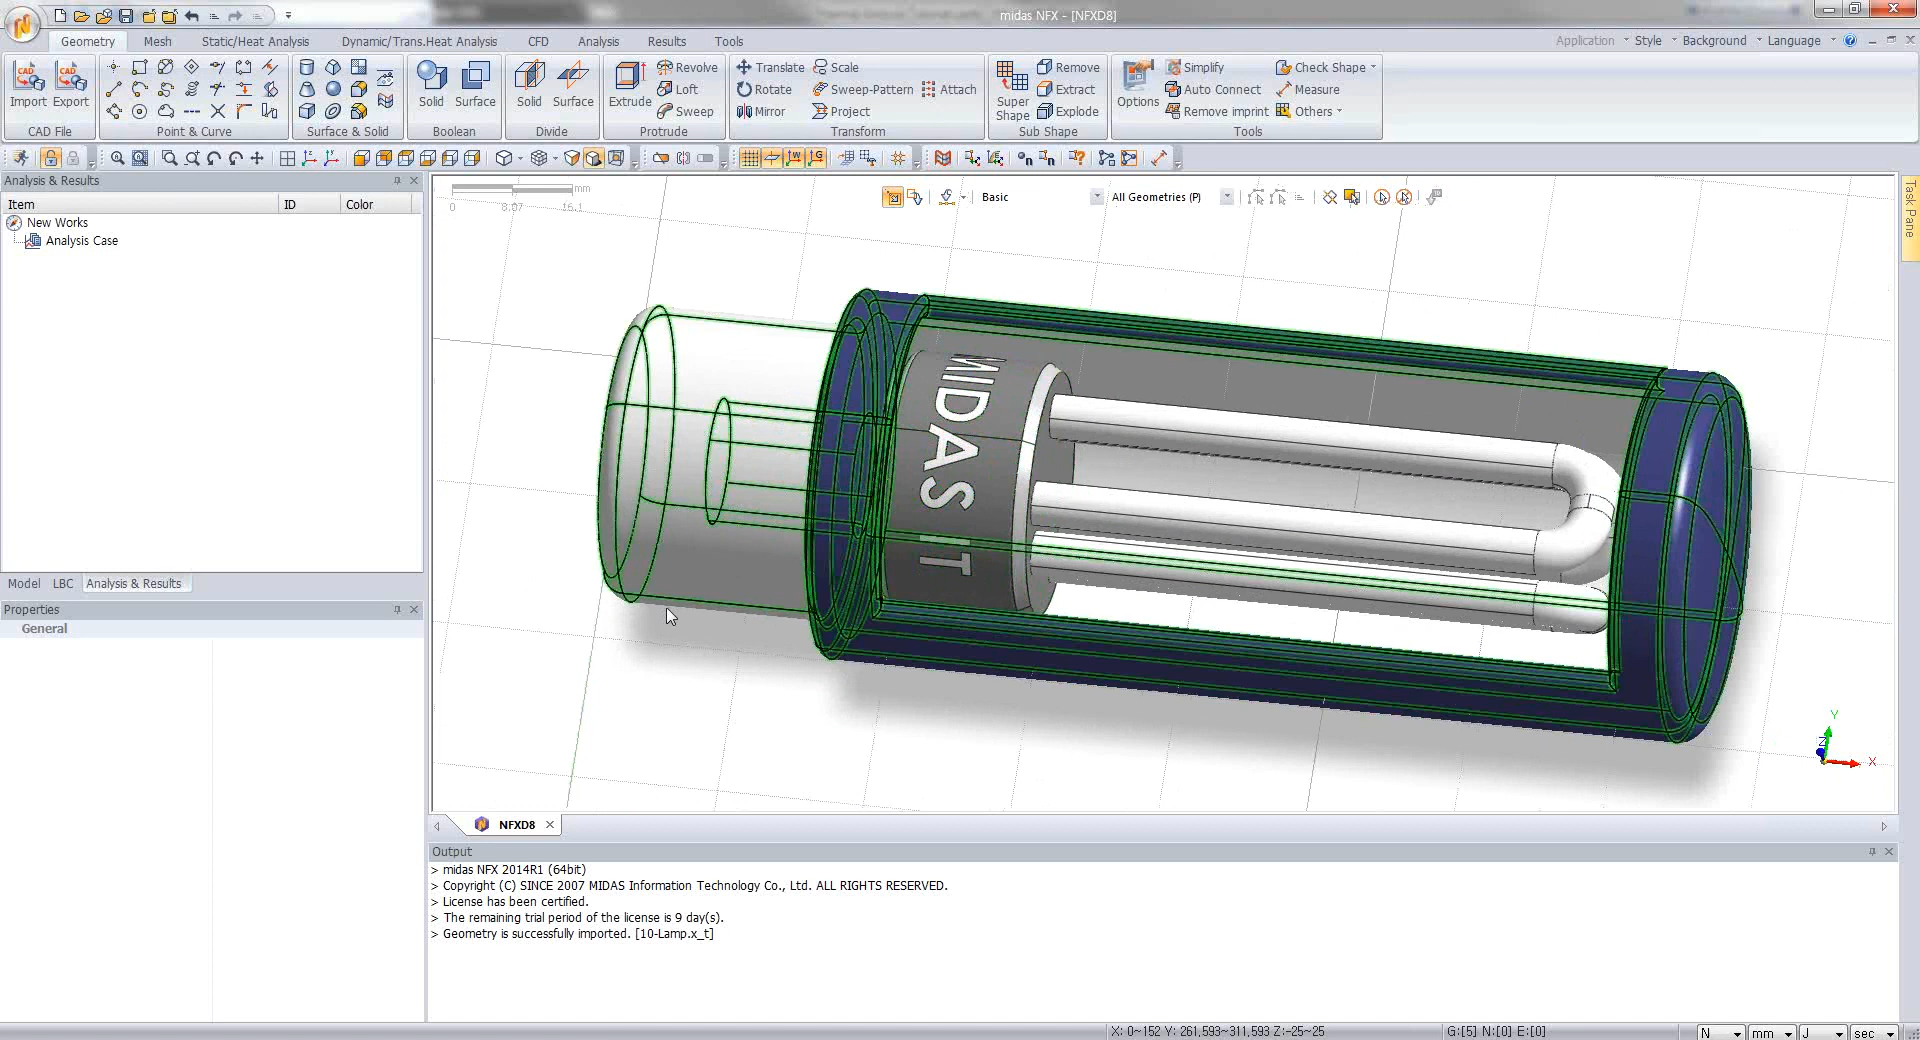 midas NFX - [NFXD8]
Geometry Mesh Static/Heat Analysis Dynamic/Trans.Heat Analysis CFD Analysis Results Tools
Application Style Background Language
Import Export
CAD File
Point & Curve
Surface & Solid
Solid Surface
Boolean
Solid Surface
Divide
Extrude Revolve Loft Sweep
Protrude
Translate Scale
Rotate Sweep-Pattern Attach
Mirror Project
Transform
Super Shape Remove Extract Explode
Sub Shape
Options Simplify Check Shape
Auto Connect Measure
Remove imprint Others
Tools
Analysis & Results
Item ID Color
New Works
Analysis Case
Model LBC Analysis & Results
Properties
General
mm
0 8.07 16.1
Basic All Geometries (P)
Task Pane
MIDAS IT
Y
Z
X
NFXD8
Output
> midas NFX 2014R1 (64bit)
> Copyright (C) SINCE 2007 MIDAS Information Technology Co., Ltd. ALL RIGHTS RESERVED.
> License has been certified.
> The remaining trial period of the license is 9 day(s).
> Geometry is successfully imported. [10-Lamp.x_t]
X: 0~152 Y: 261.593~311.593 Z:-25~25 G:[5] N:[0] E:[0] N mm J sec